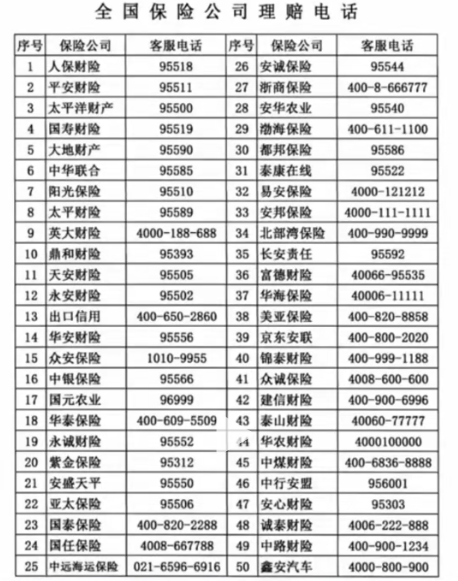 全国保险公司理赔电话
序号 保险公司 客服电话 序号 保险公司 客服电话
1 人保财险 95518 26 安诚保险 95544
2 平安财险 95511 27 浙商保险 400-8-666777
3 太平洋财产 95500 28 安华农业 95540
4 国寿财险 95519 29 渤海保险 400-611-1100
5 大地财产 95590 30 都邦保险 95586
6 中华联合 95585 31 泰康在线 95522
7 阳光保险 95510 32 易安保险 4000-121212
8 太平财险 95589 33 安邦保险 4000-111-1111
9 英大财险 4000-188-688 34 北部湾保险 400-990-9999
10 鼎和财险 95393 35 长安责任 95592
11 天安财险 95505 36 富德财险 40066-95535
12 永安财险 95502 37 华海保险 40006-11111
13 出口信用 400-650-2860 38 美亚保险 400-820-8858
14 华安财险 95556 39 京东安联 400-800-2020
15 众安保险 1010-9955 40 锦泰财险 400-999-1188
16 中银保险 95566 41 众诚保险 4008-600-600
17 国元农业 96999 42 建信财险 400-900-6996
18 华泰保险 400-609-5509 43 泰山财险 40060-77777
19 永诚财险 95552 44 华农财险 4000100000
20 紫金保险 95312 45 中煤财险 400-6836-8888
21 安盛天平 95550 46 中行安盟 956001
22 亚太保险 95506 47 安心财险 95303
23 国泰保险 400-820-2288 48 诚泰财险 4006-222-888
24 国任保险 4008-667788 49 中路财险 400-900-1234
25 中远海运保险 021-6596-6916 50 鑫安汽车 4000-800-900